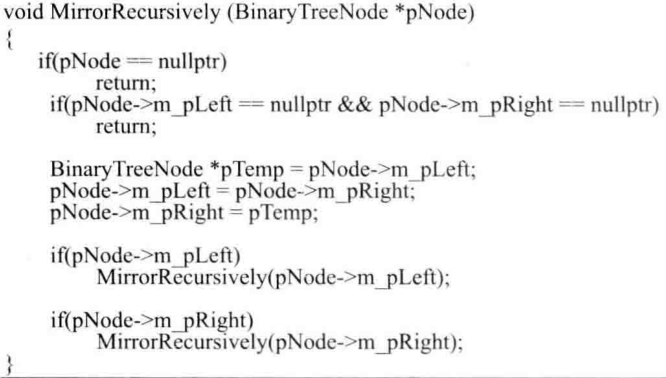 void MirrorRecursively (BinaryTreeNode *pNode)
{
if(pNode == nullptr)
return;
if(pNode->m_pLeft == nullptr && pNode->m_pRight == nullptr)
return;
BinaryTreeNode *pTemp = pNode->m_pLeft;
pNode->m_pLeft = pNode->m_pRight;
pNode->m_pRight = pTemp;
if(pNode->m_pLeft)
MirrorRecursively(pNode->m_pLeft);
if(pNode->m_pRight)
MirrorRecursively(pNode->m_pRight);
}